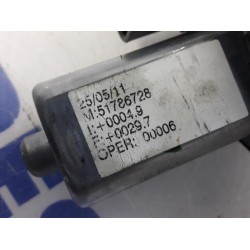 25/05/11
M:51786728
I:+0004.9
F:+0029.7
OPER: 00006